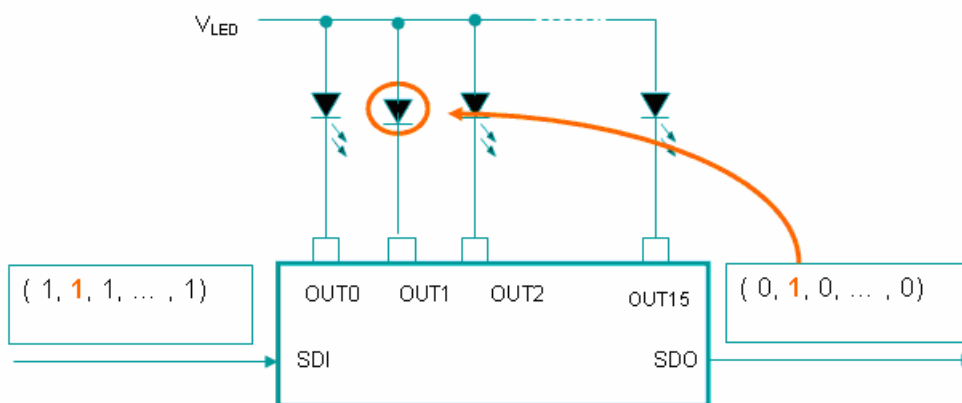 VLED
( 1, 1, 1, ... , 1)
OUT0 OUT1 OUT2 OUT15
( 0, 1, 0, ... , 0)
SDI SDO